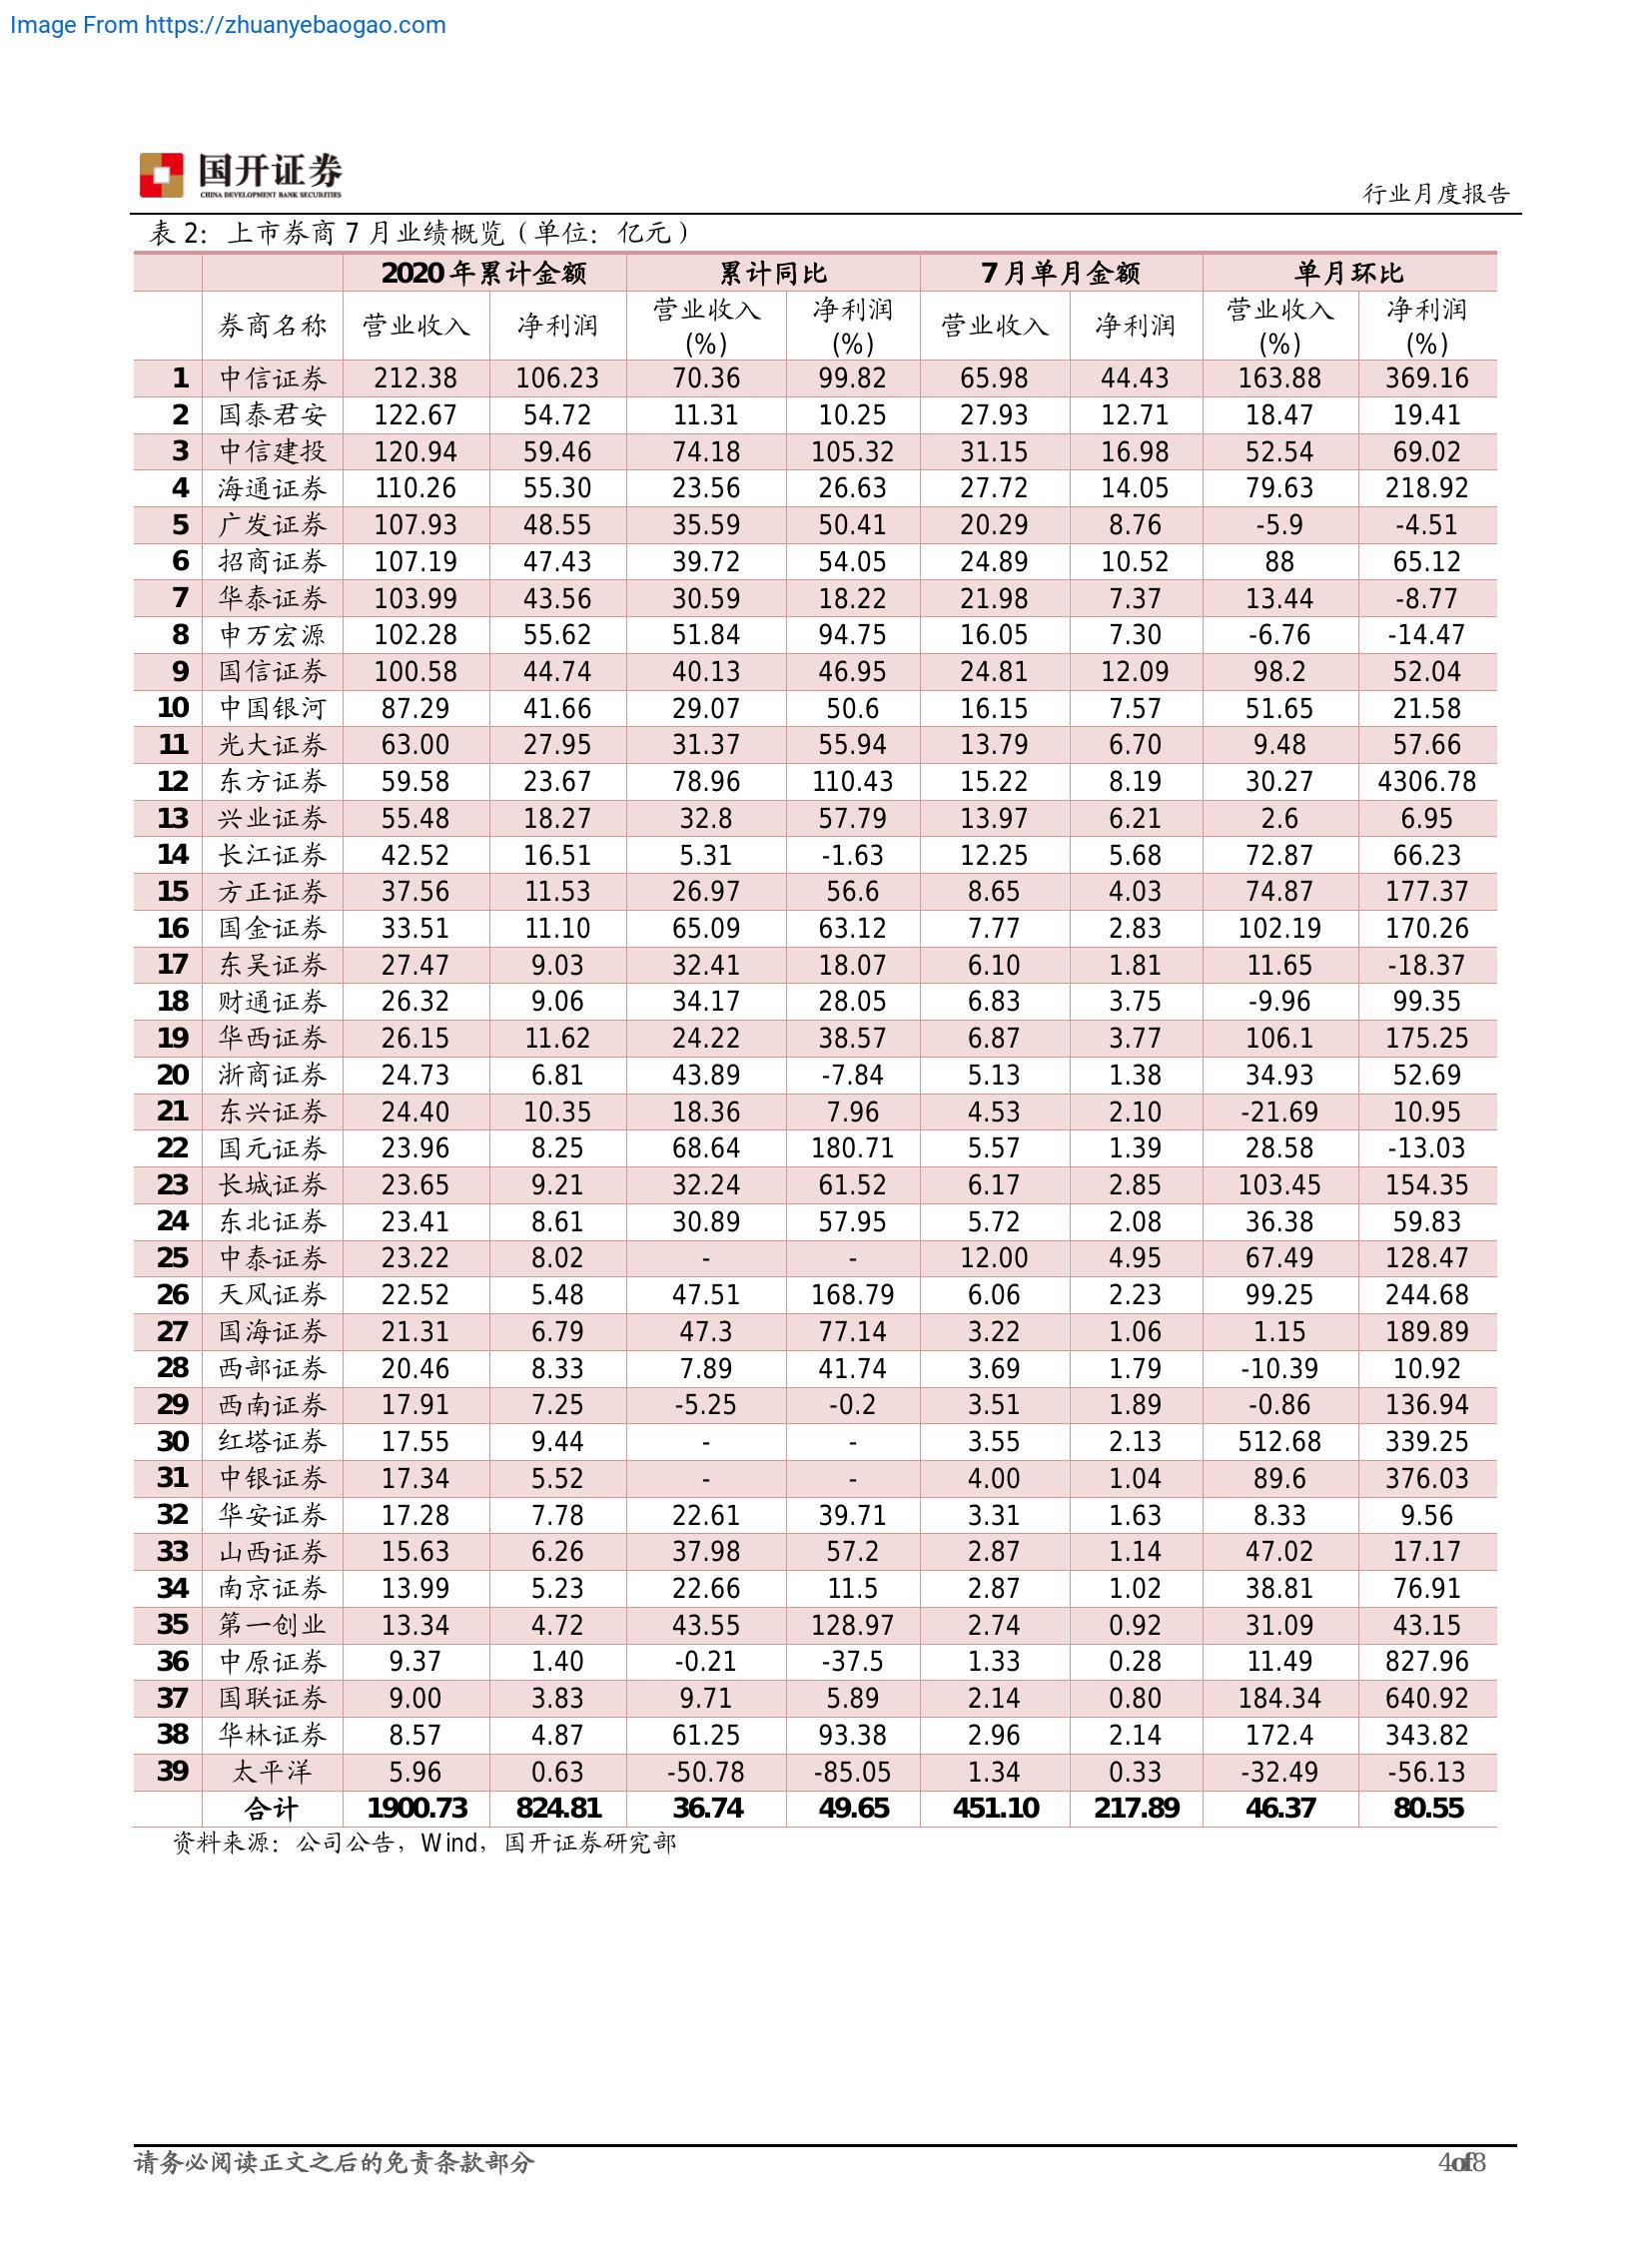 Image From https://zhuanyebaogao.com
国开证券
CHINA DEVELOPMENT BANK SECURITIES
行业月度报告
表 2：上市券商 7 月业绩概览（单位：亿元）
2020 年累计金额 累计同比 7 月单月金额 单月环比
券商名称 营业收入 净利润 营业收入 (%) 净利润 (%) 营业收入 净利润 营业收入 (%) 净利润 (%)
1 中信证券 212.38 106.23 70.36 99.82 65.98 44.43 163.88 369.16
2 国泰君安 122.67 54.72 11.31 10.25 27.93 12.71 18.47 19.41
3 中信建投 120.94 59.46 74.18 105.32 31.15 16.98 52.54 69.02
4 海通证券 110.26 55.30 23.56 26.63 27.72 14.05 79.63 218.92
5 广发证券 107.93 48.55 35.59 50.41 20.29 8.76 -5.9 -4.51
6 招商证券 107.19 47.43 39.72 54.05 24.89 10.52 88 65.12
7 华泰证券 103.99 43.56 30.59 18.22 21.98 7.37 13.44 -8.77
8 申万宏源 102.28 55.62 51.84 94.75 16.05 7.30 -6.76 -14.47
9 国信证券 100.58 44.74 40.13 46.95 24.81 12.09 98.2 52.04
10 中国银河 87.29 41.66 29.07 50.6 16.15 7.57 51.65 21.58
11 光大证券 63.00 27.95 31.37 55.94 13.79 6.70 9.48 57.66
12 东方证券 59.58 23.67 78.96 110.43 15.22 8.19 30.27 4306.78
13 兴业证券 55.48 18.27 32.8 57.79 13.97 6.21 2.6 6.95
14 长江证券 42.52 16.51 5.31 -1.63 12.25 5.68 72.87 66.23
15 方正证券 37.56 11.53 26.97 56.6 8.65 4.03 74.87 177.37
16 国金证券 33.51 11.10 65.09 63.12 7.77 2.83 102.19 170.26
17 东吴证券 27.47 9.03 32.41 18.07 6.10 1.81 11.65 -18.37
18 财通证券 26.32 9.06 34.17 28.05 6.83 3.75 -9.96 99.35
19 华西证券 26.15 11.62 24.22 38.57 6.87 3.77 106.1 175.25
20 浙商证券 24.73 6.81 43.89 -7.84 5.13 1.38 34.93 52.69
21 东兴证券 24.40 10.35 18.36 7.96 4.53 2.10 -21.69 10.95
22 国元证券 23.96 8.25 68.64 180.71 5.57 1.39 28.58 -13.03
23 长城证券 23.65 9.21 32.24 61.52 6.17 2.85 103.45 154.35
24 东北证券 23.41 8.61 30.89 57.95 5.72 2.08 36.38 59.83
25 中泰证券 23.22 8.02 - - 12.00 4.95 67.49 128.47
26 天风证券 22.52 5.48 47.51 168.79 6.06 2.23 99.25 244.68
27 国海证券 21.31 6.79 47.3 77.14 3.22 1.06 1.15 189.89
28 西部证券 20.46 8.33 7.89 41.74 3.69 1.79 -10.39 10.92
29 西南证券 17.91 7.25 -5.25 -0.2 3.51 1.89 -0.86 136.94
30 红塔证券 17.55 9.44 - - 3.55 2.13 512.68 339.25
31 中银证券 17.34 5.52 - - 4.00 1.04 89.6 376.03
32 华安证券 17.28 7.78 22.61 39.71 3.31 1.63 8.33 9.56
33 山西证券 15.63 6.26 37.98 57.2 2.87 1.14 47.02 17.17
34 南京证券 13.99 5.23 22.66 11.5 2.87 1.02 38.81 76.91
35 第一创业 13.34 4.72 43.55 128.97 2.74 0.92 31.09 43.15
36 中原证券 9.37 1.40 -0.21 -37.5 1.33 0.28 11.49 827.96
37 国联证券 9.00 3.83 9.71 5.89 2.14 0.80 184.34 640.92
38 华林证券 8.57 4.87 61.25 93.38 2.96 2.14 172.4 343.82
39 太平洋 5.96 0.63 -50.78 -85.05 1.34 0.33 -32.49 -56.13
合计 1900.73 824.81 36.74 49.65 451.10 217.89 46.37 80.55
资料来源：公司公告，Wind，国开证券研究部
请务必阅读正文之后的免责条款部分
4of8